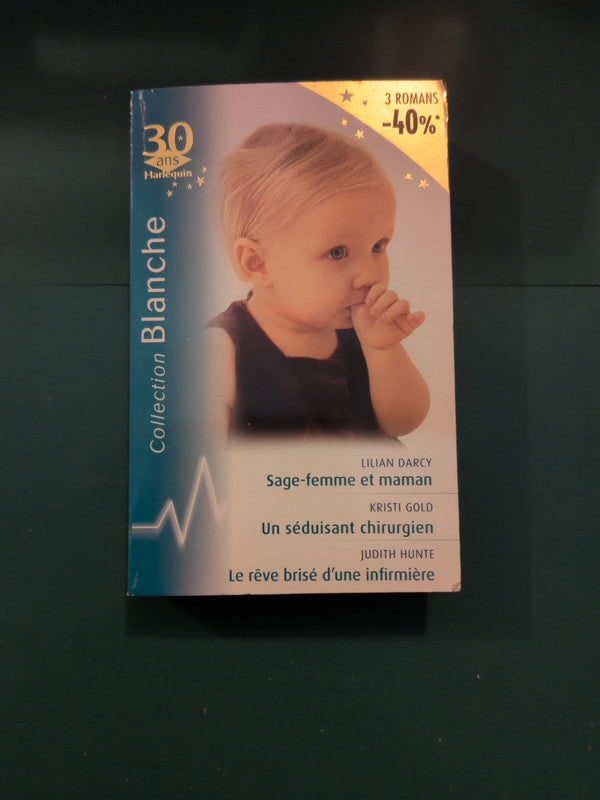 3 ROMANS
-40%*
30
ans
Harlequin
Collection Blanche
LILIAN DARCY
Sage-femme et maman
KRISTI GOLD
Un séduisant chirurgien
JUDITH HUNTE
Le rêve brisé d'une infirmière